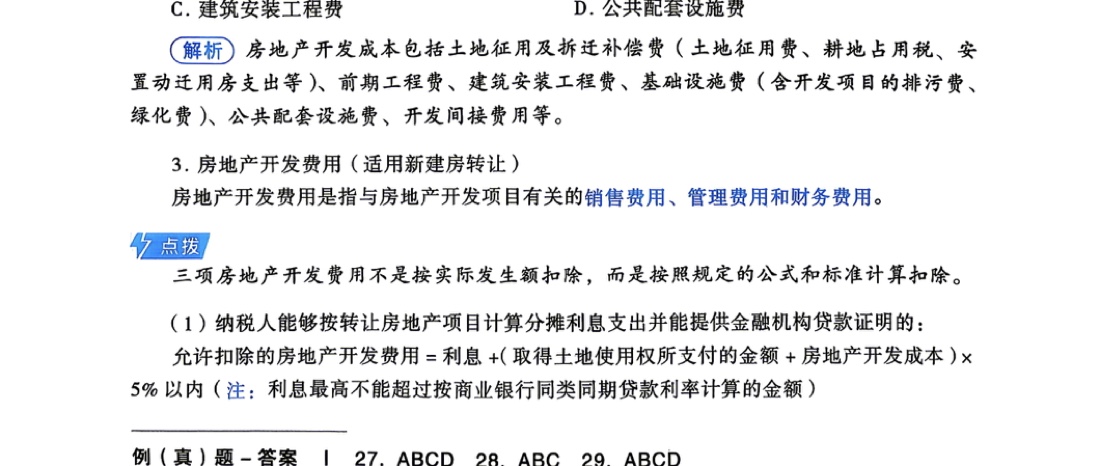 C. 建筑安装工程费 D. 公共配套设施费
解析 房地产开发成本包括土地征用及拆迁补偿费（土地征用费、耕地占用税、安
置动迁用房支出等）、前期工程费、建筑安装工程费、基础设施费（含开发项目的排污费、
绿化费）、公共配套设施费、开发间接费用等。
3. 房地产开发费用（适用新建房转让）
房地产开发费用是指与房地产开发项目有关的销售费用、管理费用和财务费用。
点拨
三项房地产开发费用不是按实际发生额扣除，而是按照规定的公式和标准计算扣除。
（1）纳税人能够按转让房地产项目计算分摊利息支出并能提供金融机构贷款证明的：
允许扣除的房地产开发费用 = 利息 +（取得土地使用权所支付的金额 + 房地产开发成本）×
5% 以内（注：利息最高不能超过按商业银行同类同期贷款利率计算的金额）
例（真）题 – 答案 | 27. ABCD 28. ABC 29. ABCD